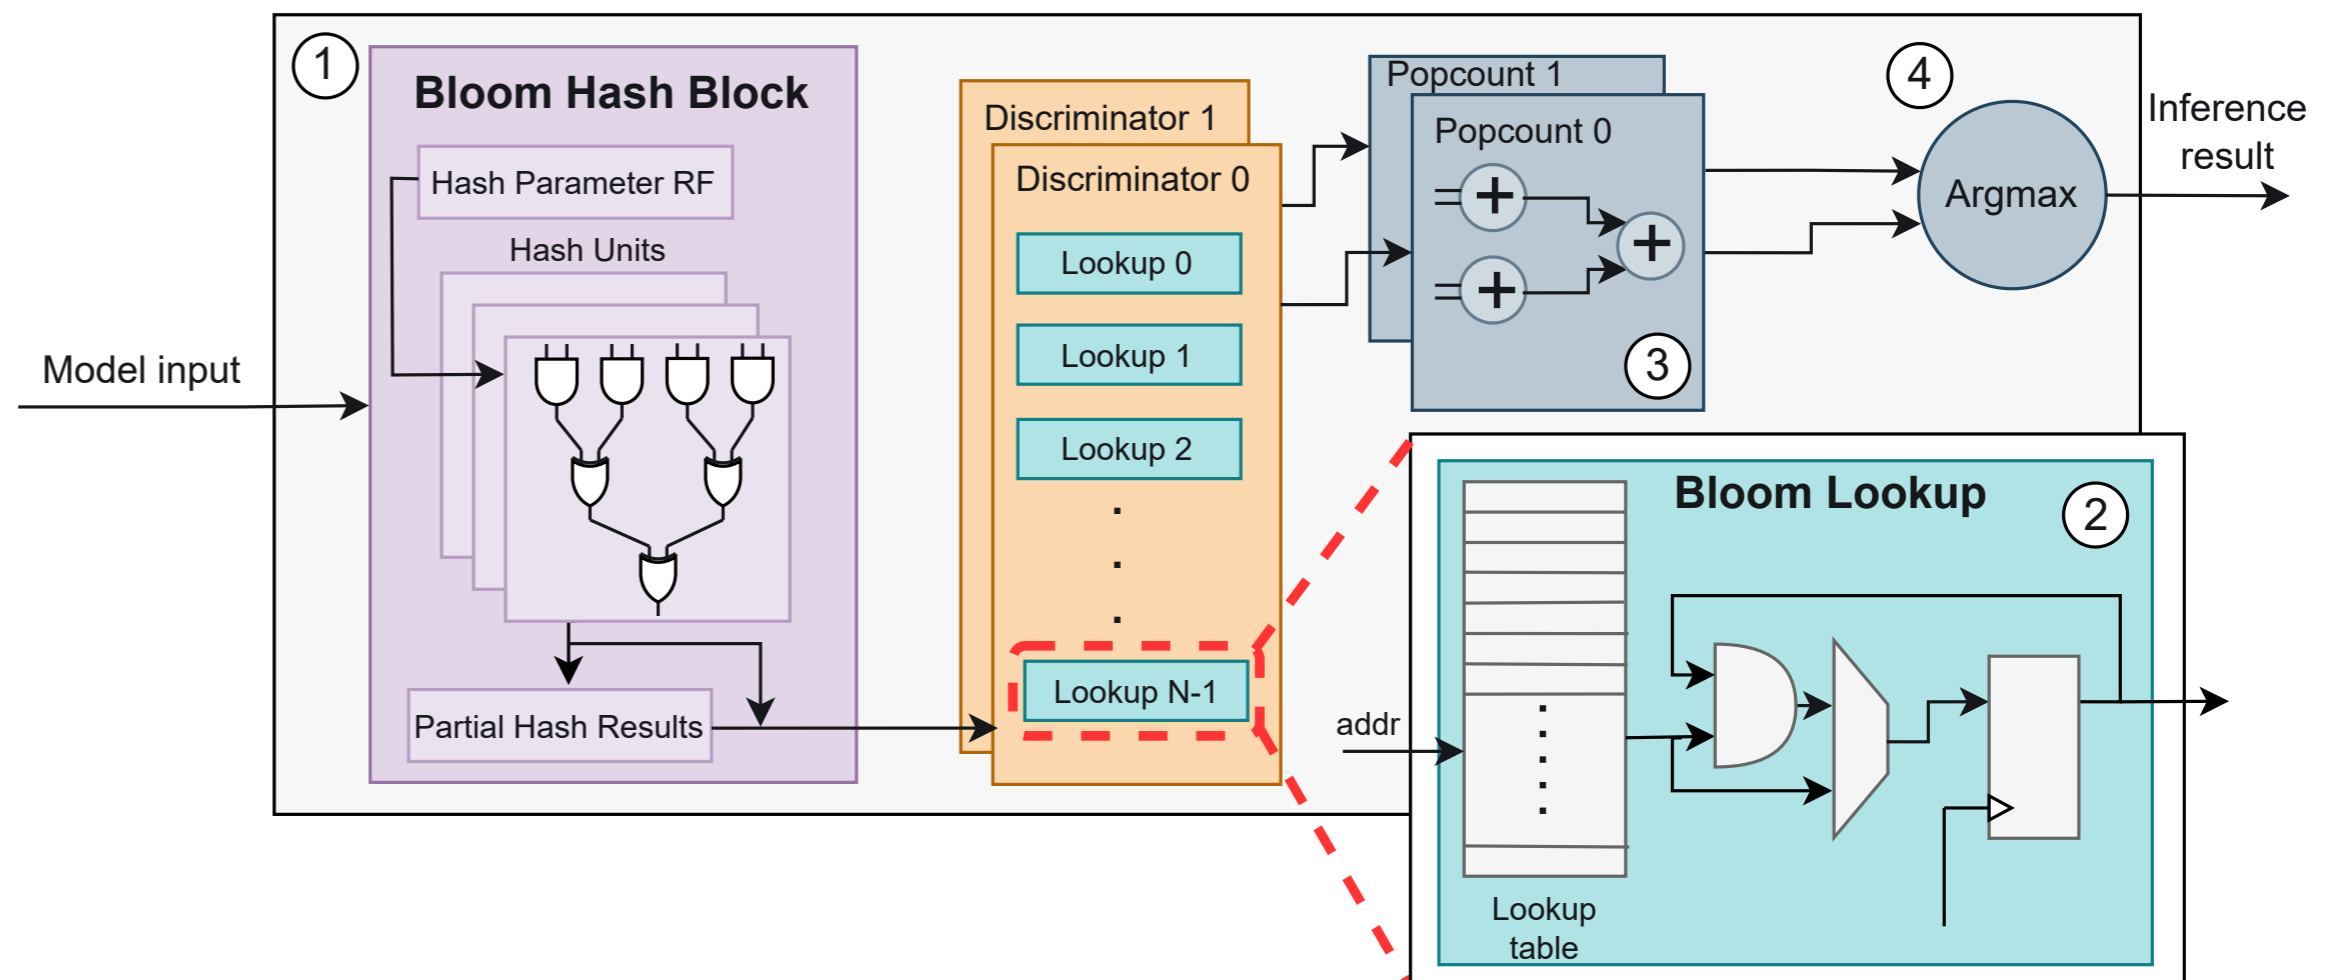 1
Bloom Hash Block
Hash Parameter RF
Hash Units
Model input
Partial Hash Results
Discriminator 1
Discriminator 0
Lookup 0
Lookup 1
Lookup 2
Lookup N-1
Popcount 1
Popcount 0
+
+
+
3
4
Argmax
Inference
result
Bloom Lookup
2
addr
Lookup
table